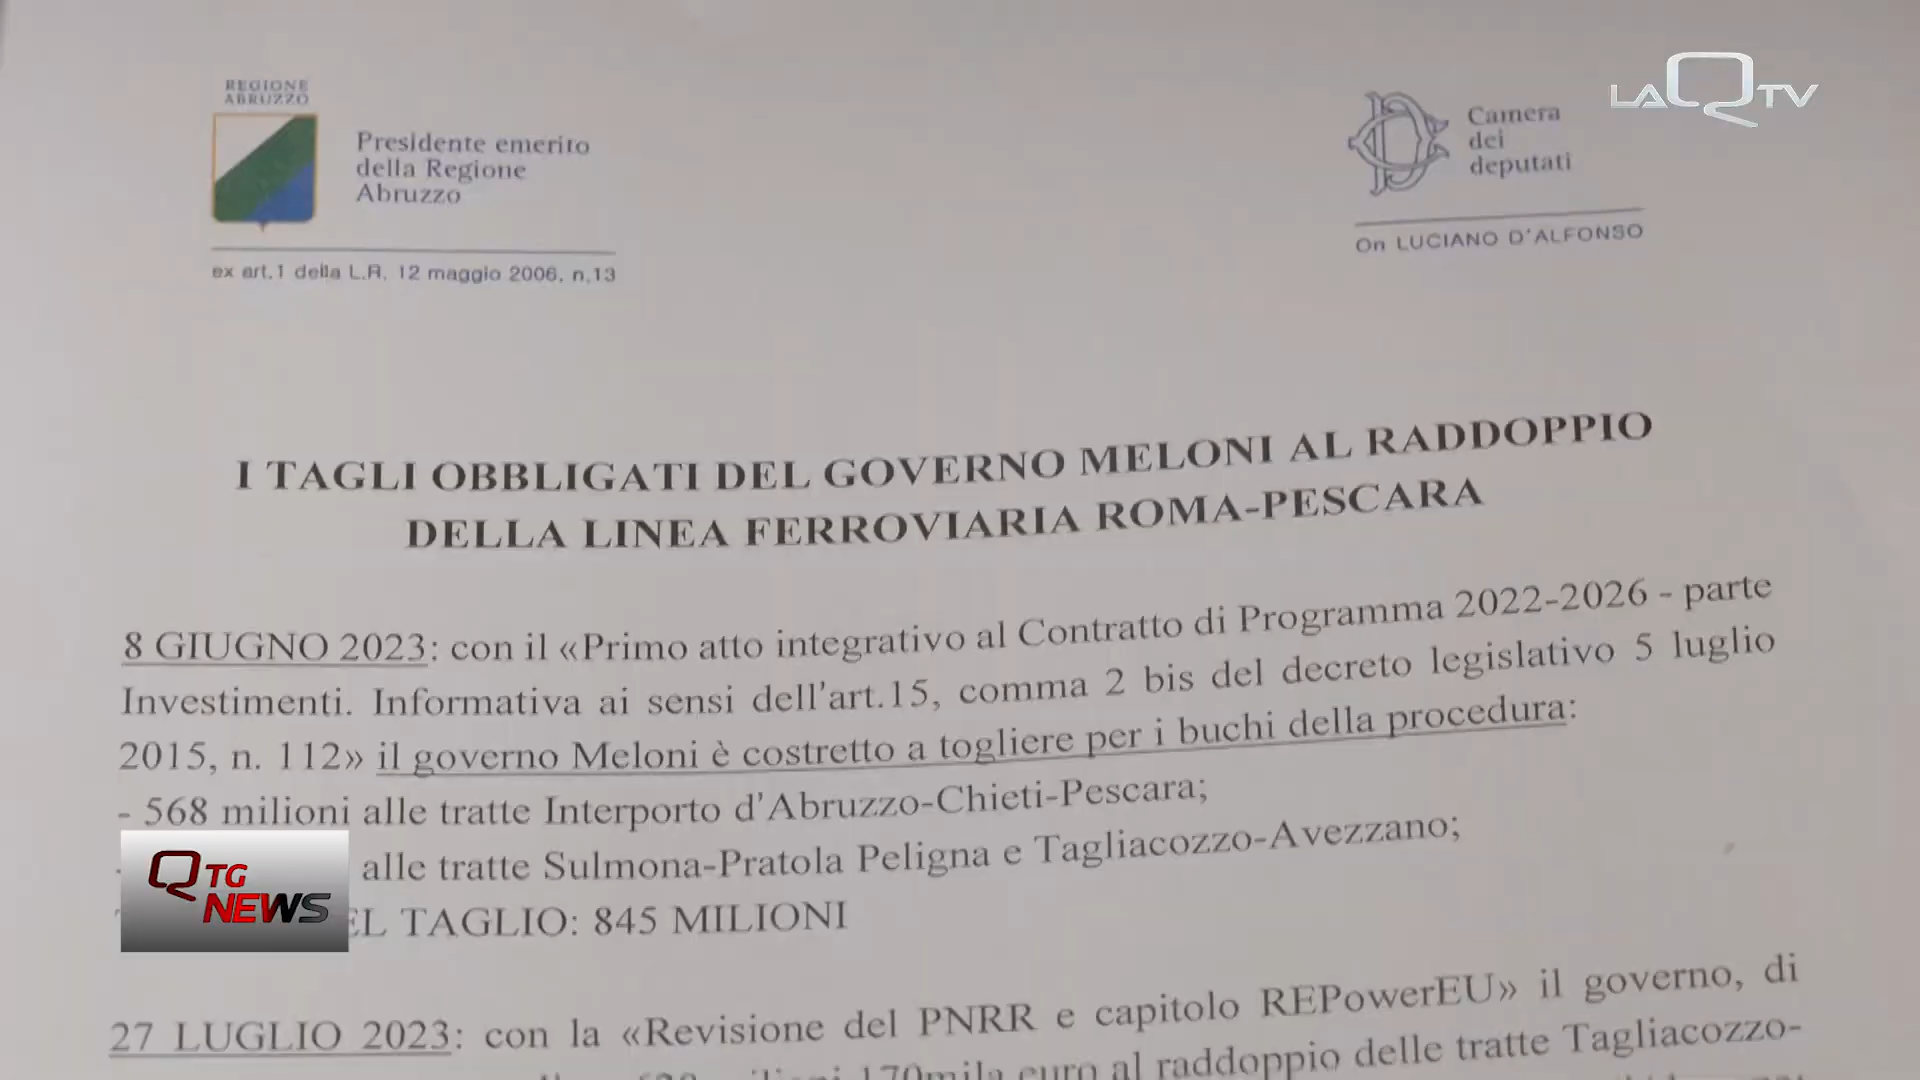 REGIONE
ABRUZZO
Presidente emerito
della Regione
Abruzzo
ex art.1 della L.R. 12 maggio 2006, n.13
Camera
dei
deputati
On LUCIANO D'ALFONSO
LAQTV
I TAGLI OBBLIGATI DEL GOVERNO MELONI AL RADDOPPIO
DELLA LINEA FERROVIARIA ROMA-PESCARA
8 GIUGNO 2023: con il «Primo atto integrativo al Contratto di Programma 2022-2026 - parte
Investimenti. Informativa ai sensi dell'art.15, comma 2 bis del decreto legislativo 5 luglio
2015, n. 112» il governo Meloni è costretto a togliere per i buchi della procedura:
- 568 milioni alle tratte Interporto d'Abruzzo-Chieti-Pescara;
alle tratte Sulmona-Pratola Peligna e Tagliacozzo-Avezzano;
EL TAGLIO: 845 MILIONI
Q TG
NEWS
27 LUGLIO 2023: con la «Revisione del PNRR e capitolo REPowerEU» il governo, di
170mila euro al raddoppio delle tratte Tagliacozzo-